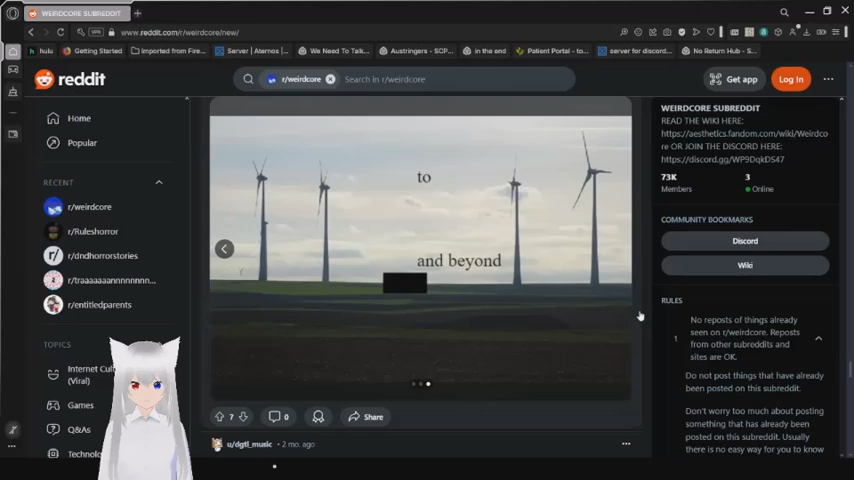 WEIRDCORE SUBREDDIT
www.reddit.com/r/weirdcore/new/
VPN
hulu
Getting Started
Imported from Fire...
Server | Aternos |
We Need To Talk...
Austringers - SCP...
in the end
Patient Portal - to...
server for discord...
No Return Hub - S...
reddit
r/weirdcore
Search in r/weirdcore
Get app
Log In
Home
Popular
RECENT
r/weirdcore
r/Ruleshorror
r/dndhorrorstories
r/traaaaaaannnnnnnnn...
r/entitledparents
TOPICS
Internet Cul
(Viral)
Games
Q&As
Technolo
to
and beyond
7
0
Share
u/dgtl_music
2 mo. ago
WEIRDCORE SUBREDDIT
READ THE WIKI HERE:
https://aesthetics.fandom.com/wiki/Weirdco
re OR JOIN THE DISCORD HERE:
https://discord.gg/WP9DqkDS47
73K
Members
3
Online
COMMUNITY BOOKMARKS
Discord
Wiki
RULES
1
No reposts of things already
seen on r/weirdcore. Reposts
from other subreddits and
sites are OK.
Do not post things that have already
been posted on this subreddit.
Don't worry too much about posting
something that has already been
posted on this subreddit. Usually
there is no easy way for you to know